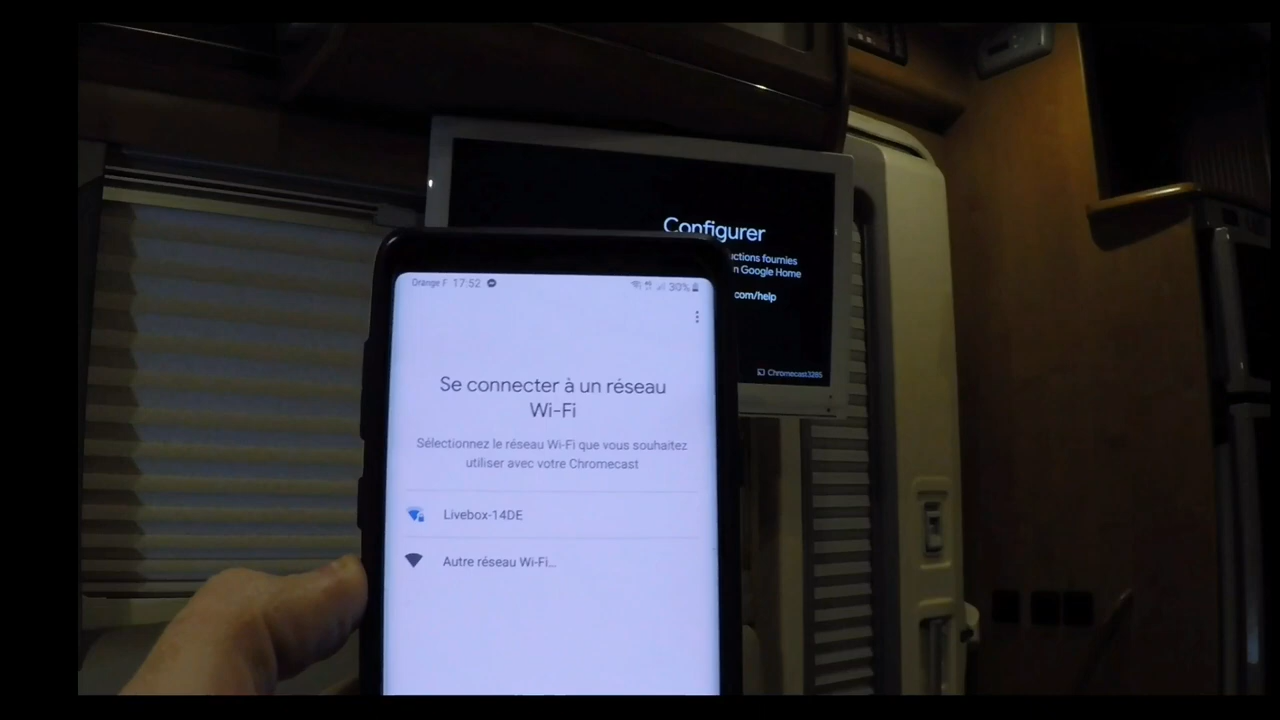 Configurer
uctions fournies
n Google Home
.com/help
Chromecast3285
Orange F 17:52
30%
Se connecter à un réseau
Wi-Fi
Sélectionnez le réseau Wi-Fi que vous souhaitez
utiliser avec votre Chromecast
Livebox-14DE
Autre réseau Wi-Fi...